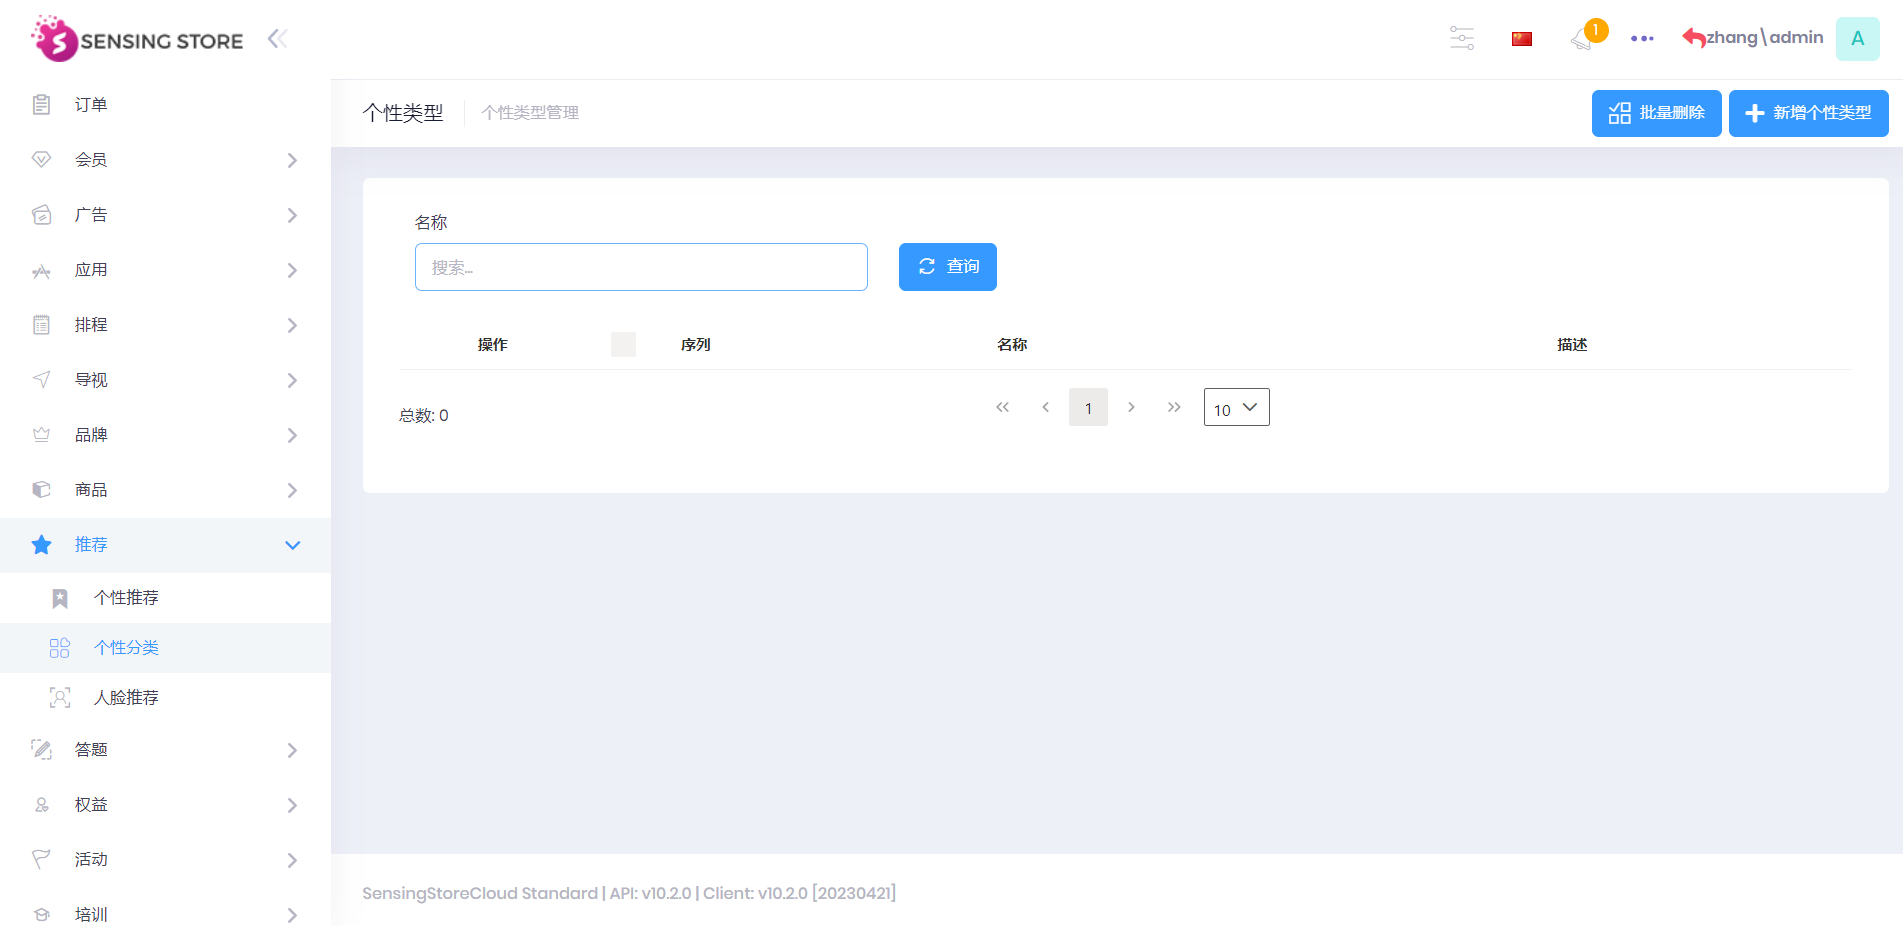 SENSING STORE
1
zhang\admin
A
订单
会员
广告
应用
排程
导视
品牌
商品
推荐
个性推荐
个性分类
人脸推荐
答题
权益
活动
培训
个性类型
个性类型管理
批量删除
新增个性类型
名称
搜索...
查询
操作 序列 名称 描述
总数: 0
1
10
SensingStoreCloud Standard | API: v10.2.0 | Client: v10.2.0 [20230421]